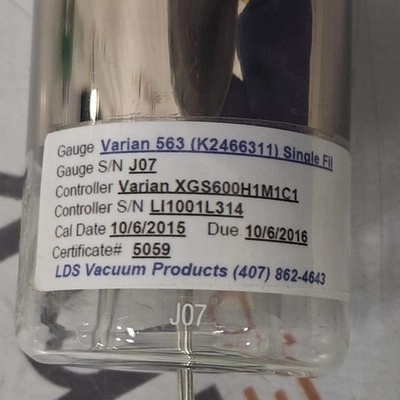 Gauge Varian 563 (K2466311) Single Fil
Gauge S/N J07
Controller Varian XGS600H1M1C1
Controller S/N LI1001L314
Cal Date 10/6/2015 Due 10/6/2016
Certificate# 5059
LDS Vacuum Products (407) 862-4643
J07